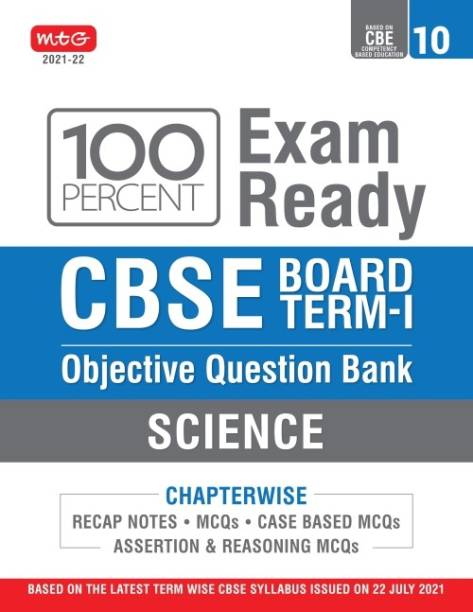 mtG
2021-22
BASED ON
CBE
COMPETENCY
BASED EDUCATION
10
100
PERCENT
Exam
Ready
CBSE BOARD
TERM-I
Objective Question Bank
SCIENCE
CHAPTERWISE
RECAP NOTES • MCQs • CASE BASED MCQs
ASSERTION & REASONING MCQs
BASED ON THE LATEST TERM WISE CBSE SYLLABUS ISSUED ON 22 JULY 2021